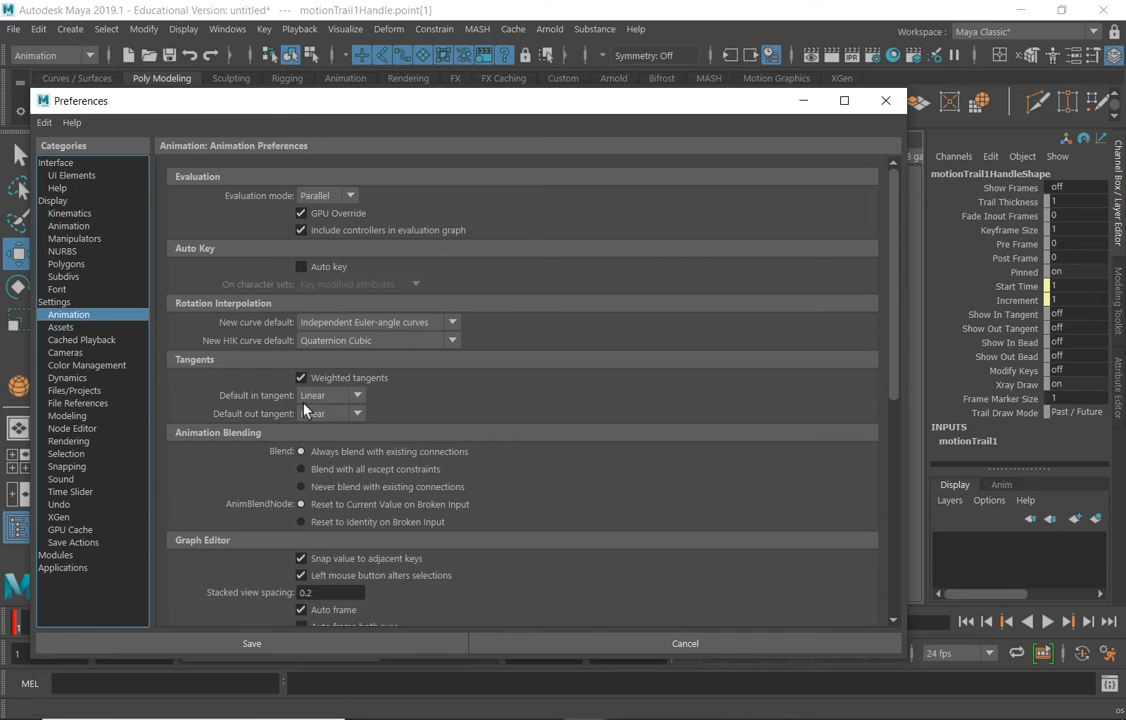 Autodesk Maya 2019.1 - Educational Version: untitled*   ---   motionTrail1Handle.point[1]
File Edit Create Select Modify Display Windows Key Playback Visualize Deform Constrain MASH Cache Arnold Substance Help
Workspace : Maya Classic*
Animation
Symmetry: Off
Curves / Surfaces Poly Modeling Sculpting Rigging Animation Rendering FX FX Caching Custom Arnold Bifrost MASH Motion Graphics XGen
Preferences
Edit Help
Categories
Interface
UI Elements
Help
Display
Kinematics
Animation
Manipulators
NURBS
Polygons
Subdivs
Font
Settings
Animation
Assets
Cached Playback
Cameras
Color Management
Dynamics
Files/Projects
File References
Modeling
Node Editor
Rendering
Selection
Snapping
Sound
Time Slider
Undo
XGen
GPU Cache
Save Actions
Modules
Applications
Animation: Animation Preferences
Evaluation
Evaluation mode: Parallel
GPU Override
Include controllers in evaluation graph
Auto Key
Auto key
On character sets: Key modified attributes
Rotation Interpolation
New curve default: Independent Euler-angle curves
New HIK curve default: Quaternion Cubic
Tangents
Weighted tangents
Default in tangent: Linear
Default out tangent:
Animation Blending
Blend: Always blend with existing connections
Blend with all except constraints
Never blend with existing connections
AnimBlendNode: Reset to Current Value on Broken Input
Reset to Identity on Broken Input
Graph Editor
Snap value to adjacent keys
Left mouse button alters selections
Stacked view spacing: 0.2
Auto frame
Save Cancel
Channels Edit Object Show
motionTrail1HandleShape
Show Frames off
Trail Thickness 1
Fade Inout Frames 0
Keyframe Size 1
Pre Frame 0
Post Frame 0
Pinned on
Start Time 1
Increment 1
Show In Tangent off
Show Out Tangent off
Show In Bead off
Show Out Bead off
Modify Keys off
Xray Draw on
Frame Marker Size 1
Trail Draw Mode Past / Future
INPUTS
motionTrail1
Display Anim
Layers Options Help
Channel Box / Layer Editor
Modeling Toolkit
Attribute Editor
1
1
24 fps
MEL